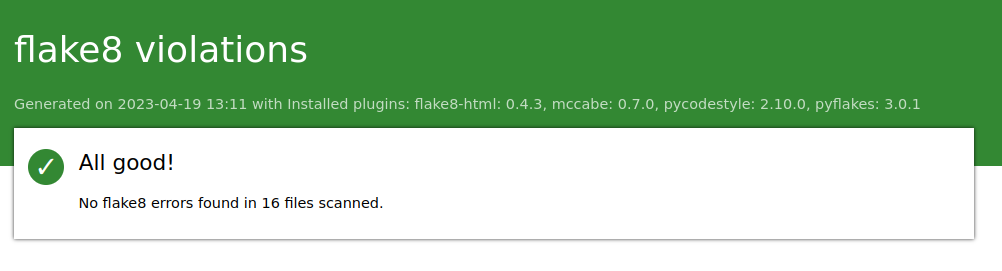 flake8 violations
Generated on 2023-04-19 13:11 with Installed plugins: flake8-html: 0.4.3, mccabe: 0.7.0, pycodestyle: 2.10.0, pyflakes: 3.0.1
✓ All good!
No flake8 errors found in 16 files scanned.